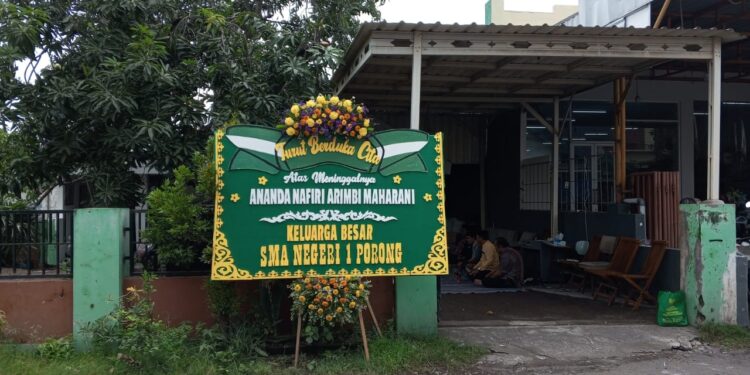 Turut Berduka Cita
Atas Meninggalnya
ANANDA NAFIRI ARIMBI MAHARANI
KELUARGA BESAR
SMA NEGERI 1 PORONG